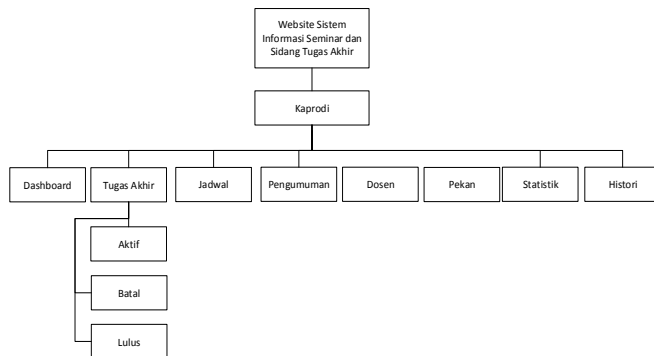 Website Sistem
Informasi Seminar dan
Sidang Tugas Akhir
Kaprodi
Dashboard
Tugas Akhir
Jadwal
Pengumuman
Dosen
Pekan
Statistik
Histori
Aktif
Batal
Lulus